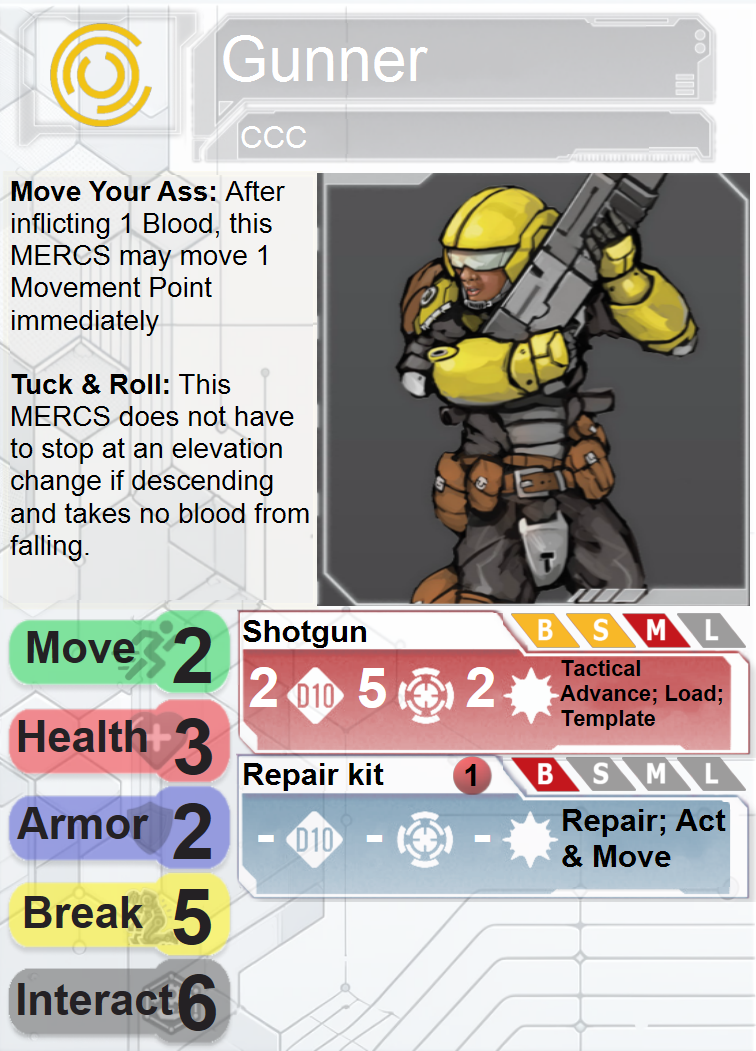 Gunner
CCC
Move Your Ass: After
inflicting 1 Blood, this
MERCS may move 1
Movement Point
immediately
Tuck & Roll: This
MERCS does not have
to stop at an elevation
change if descending
and takes no blood from
falling.
Move 2
Health 3
Armor 2
Break 5
Interact 6
Shotgun B S M L
2 D10 5 2 Tactical
Advance; Load;
Template
Repair kit 1 B S M L
- D10 - - Repair; Act
& Move
T